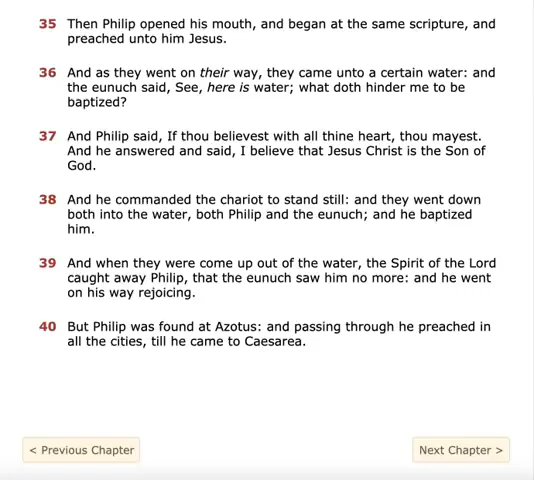 35 Then Philip opened his mouth, and began at the same scripture, and
preached unto him Jesus.
36 And as they went on their way, they came unto a certain water: and
the eunuch said, See, here is water; what doth hinder me to be
baptized?
37 And Philip said, If thou believest with all thine heart, thou mayest.
And he answered and said, I believe that Jesus Christ is the Son of
God.
38 And he commanded the chariot to stand still: and they went down
both into the water, both Philip and the eunuch; and he baptized
him.
39 And when they were come up out of the water, the Spirit of the Lord
caught away Philip, that the eunuch saw him no more: and he went
on his way rejoicing.
40 But Philip was found at Azotus: and passing through he preached in
all the cities, till he came to Caesarea.
< Previous Chapter
Next Chapter >